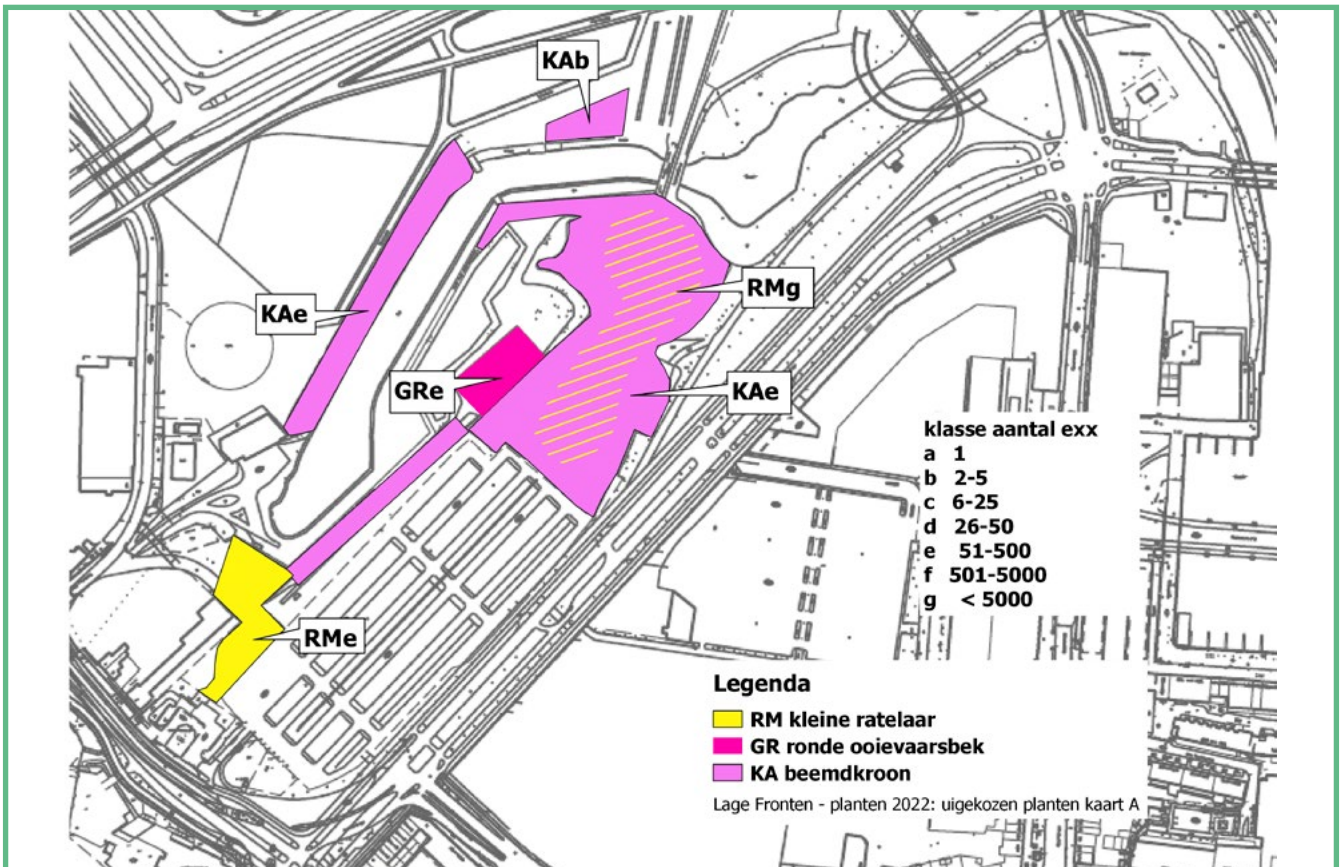 KAb
KAe
RMg
GRe
KAe
RMe
klasse aantal exx
a 1
b 2-5
c 6-25
d 26-50
e 51-500
f 501-5000
g < 5000
Legenda
RM kleine ratelaar
GR ronde ooievaarsbek
KA beemdkroon
Lage Fronten - planten 2022: uigekozen planten kaart A